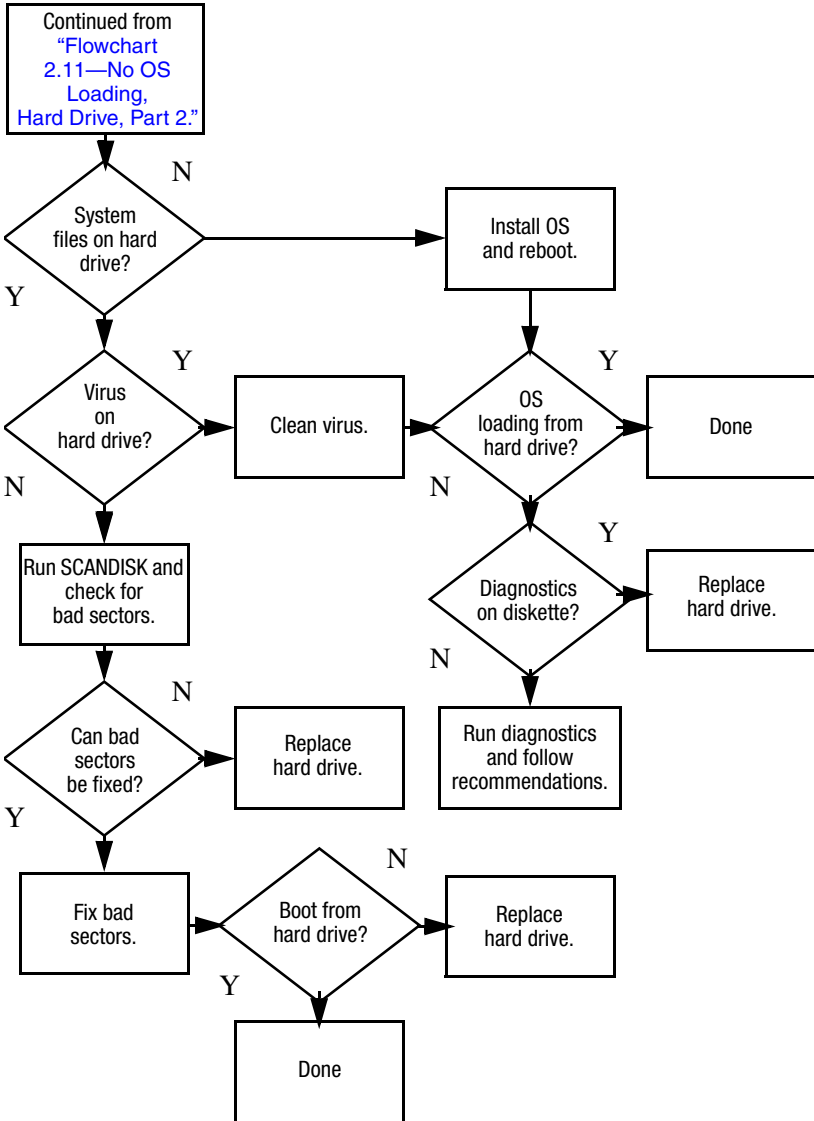 Continued from
“Flowchart
2.11—No OS
Loading,
Hard Drive, Part 2.”
N
System
files on hard
drive?
Install OS
and reboot.
Y
Y
Y
Virus
on
hard drive?
Clean virus.
OS
loading from
hard drive?
Done
N
N
Y
Run SCANDISK and
check for
bad sectors.
Diagnostics
on diskette?
Replace
hard drive.
N
N
Can bad
sectors
be fixed?
Replace
hard drive.
Run diagnostics
and follow
recommendations.
Y
N
Fix bad
sectors.
Boot from
hard drive?
Replace
hard drive.
Y
Done